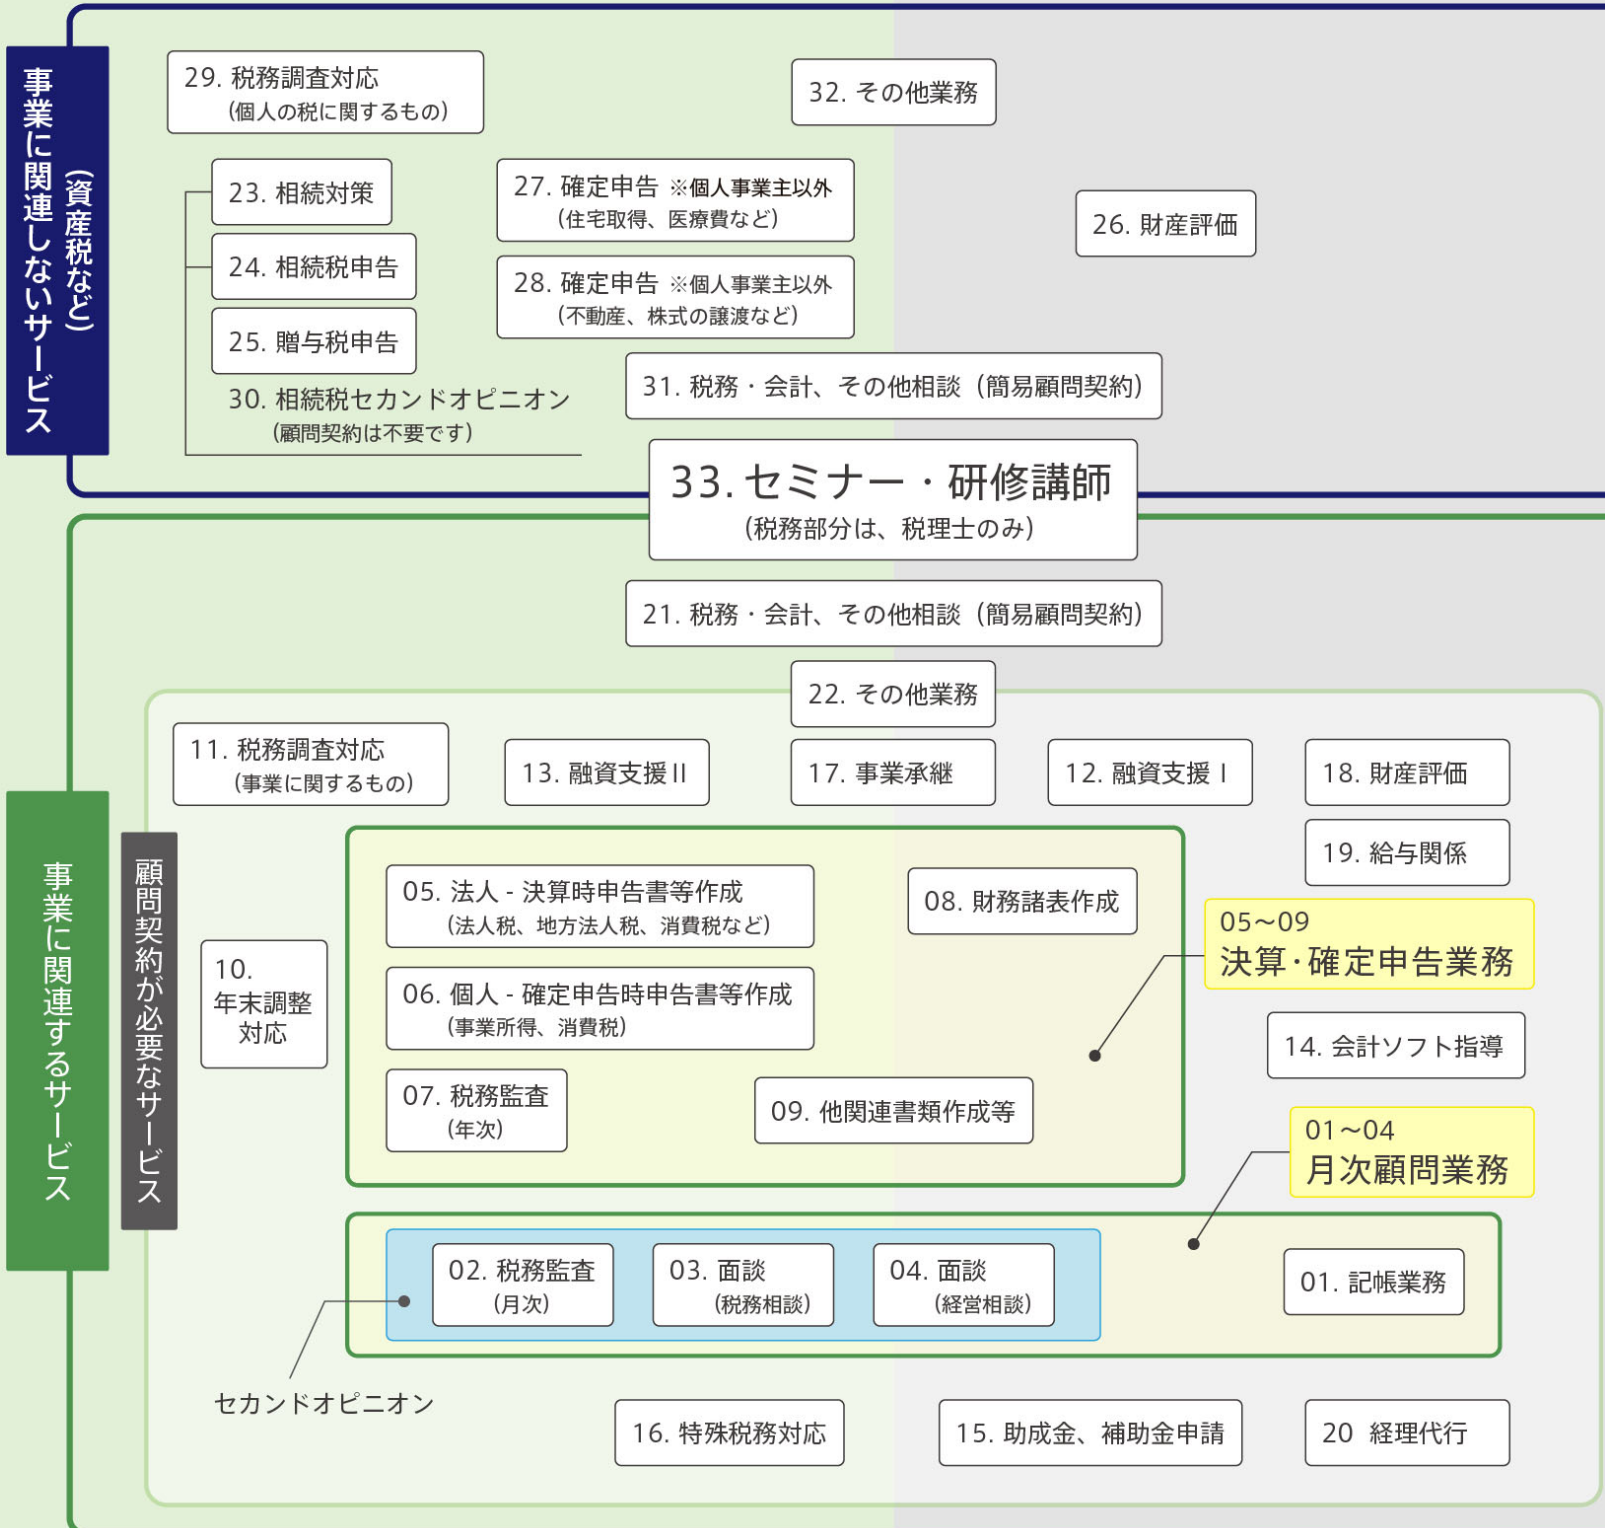 事業に関連しないサービス
(資産税など)
29. 税務調査対応
(個人の税に関するもの)
32. その他業務
23. 相続対策
24. 相続税申告
25. 贈与税申告
30. 相続税セカンドオピニオン
(顧問契約は不要です)
27. 確定申告 ※個人事業主以外
(住宅取得、医療費など)
28. 確定申告 ※個人事業主以外
(不動産、株式の譲渡など)
26. 財産評価
31. 税務・会計、その他相談 (簡易顧問契約)
33. セミナー・研修講師
(税務部分は、税理士のみ)
21. 税務・会計、その他相談 (簡易顧問契約)
22. その他業務
事業に関連するサービス
顧問契約が必要なサービス
11. 税務調査対応
(事業に関するもの)
13. 融資支援II
17. 事業承継
12. 融資支援 I
18. 財産評価
19. 給与関係
05. 法人 - 決算時申告書等作成
(法人税、地方法人税、消費税など)
08. 財務諸表作成
05～09
決算・確定申告業務
10.
年末調整
対応
06. 個人 - 確定申告時申告書等作成
(事業所得、消費税)
14. 会計ソフト指導
07. 税務監査
(年次)
09. 他関連書類作成等
01～04
月次顧問業務
02. 税務監査
(月次)
03. 面談
(税務相談)
04. 面談
(経営相談)
01. 記帳業務
セカンドオピニオン
16. 特殊税務対応
15. 助成金、補助金申請
20 経理代行